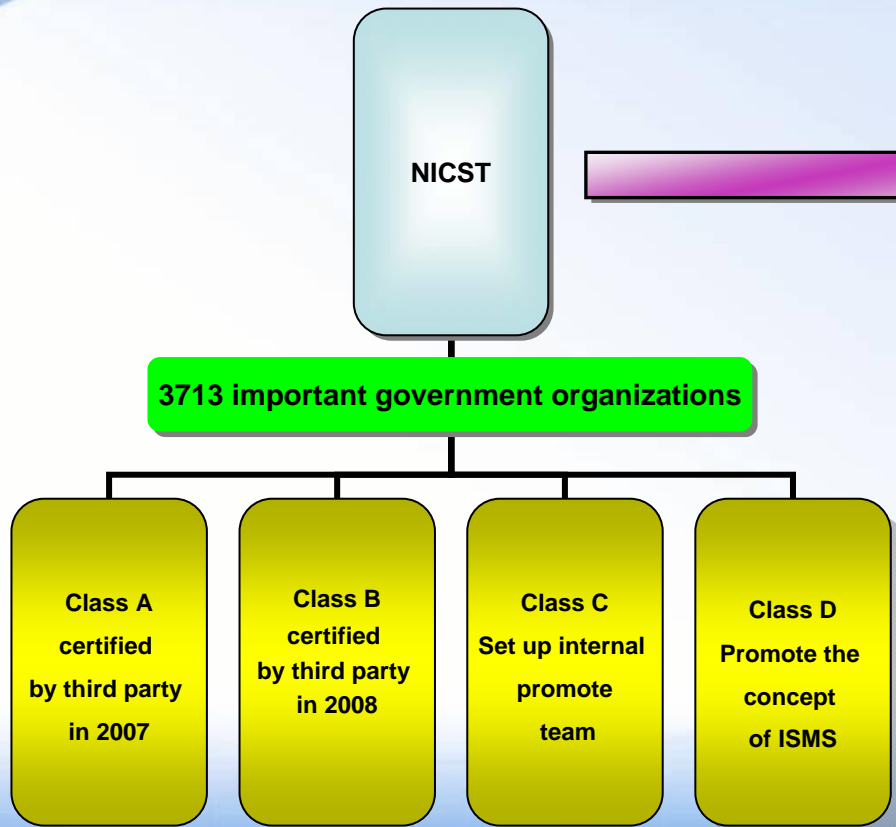 NICST
3713 important government organizations
Class A
certified
by third party
in 2007
Class B
certified
by third party
in 2008
Class C
Set up internal
promote
team
Class D
Promote the
concept
of ISMS